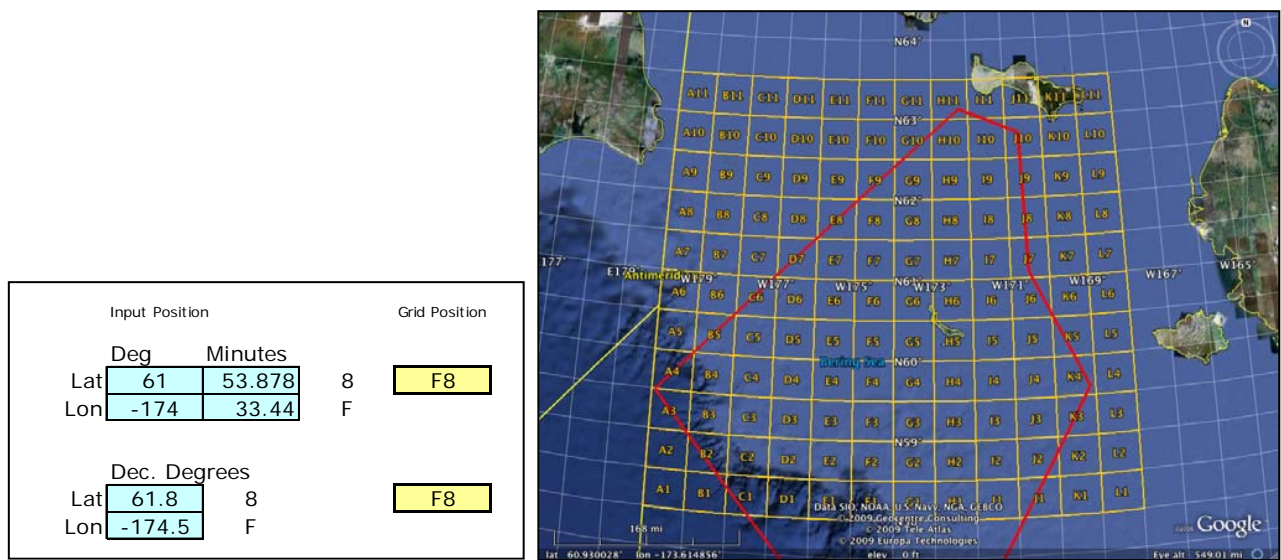 Input Position Grid Position
Deg Minutes
Lat 61 53.878 8 F8
Lon -174 33.44 F
Dec. Degrees
Lat 61.8 8 F8
Lon -174.5 F
N
N64°
A11 B11 C11 D11 E11 F11 G11 H11 I11 J11 K11 L11
N63°
A10 B10 C10 D10 E10 F10 G10 H10 I10 J10 K10 L10
A9 B9 C9 D9 E9 F9 G9 H9 I9 J9 K9 L9
N62°
A8 B8 C8 D8 E8 F8 G8 H8 I8 J8 K8 L8
A7 B7 C7 D7 E7 F7 G7 H7 I7 J7 K7 L7
177° E179° Antimeridian W179° W177° W175° N61° W173° W171° W169° W167° W165°
A6 B6 C6 D6 E6 F6 G6 H6 I6 J6 K6 L6
A5 B5 C5 D5 E5 F5 G5 H5 I5 J5 K5 L5
Bering Sea N60°
A4 B4 C4 D4 E4 F4 G4 H4 I4 J4 K4 L4
A3 B3 C3 D3 E3 F3 G3 H3 I3 J3 K3 L3
N59°
A2 B2 C2 D2 E2 F2 G2 H2 I2 J2 K2 L2
A1 B1 C1 D1 E1 F1 G1 H1 I1 J1 K1 L1
Data SIO, NOAA, U.S. Navy, NGA, GEBCO
© 2009 Geocentre Consulting
© 2009 Tele Atlas
© 2009 Europa Technologies
168 mi
©2009 Google
lat 60.930028° lon -173.614856° elev 0 ft Eye alt 549.01 mi